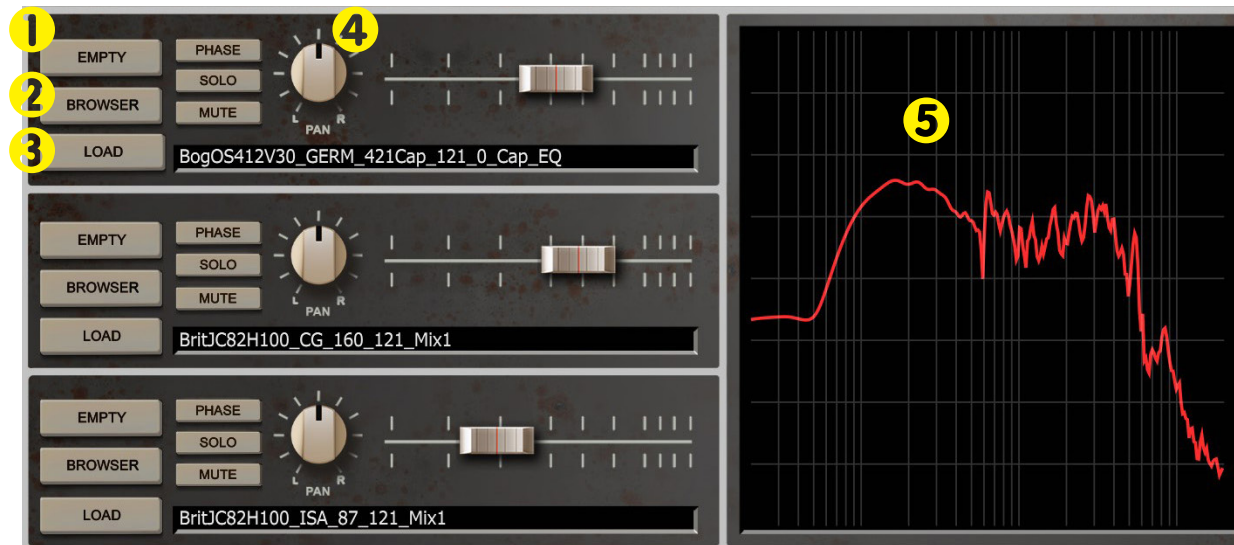 1
EMPTY
PHASE
4
SOLO
2
BROWSER
MUTE
L R
PAN
3
LOAD
BogOS412V30_GERM_421Cap_121_0_Cap_EQ
5
EMPTY
PHASE
SOLO
BROWSER
MUTE
L R
PAN
LOAD
BritJC82H100_CG_160_121_Mix1
EMPTY
PHASE
SOLO
BROWSER
MUTE
L R
PAN
LOAD
BritJC82H100_ISA_87_121_Mix1